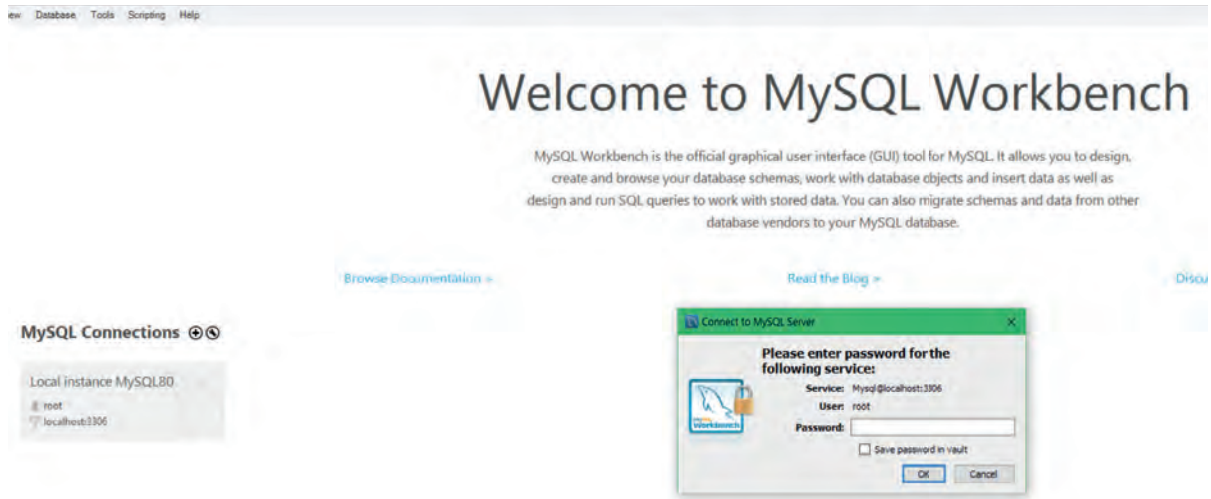 ew Database Tools Scripting Help
Welcome to MySQL Workbench
MySQL Workbench is the official graphical user interface (GUI) tool for MySQL. It allows you to design,
create and browse your database schemas, work with database objects and insert data as well as
design and run SQL queries to work with stored data. You can also migrate schemas and data from other
database vendors to your MySQL database.
Browse Documentation > Read the Blog > Discu
MySQL Connections
Local instance MySQL80
root
localhost:3306
Connect to MySQL Server
Please enter password for the
following service:
Service: Mysql@localhost:3306
User: root
Password:
Workbench
Save password in vault
OK Cancel